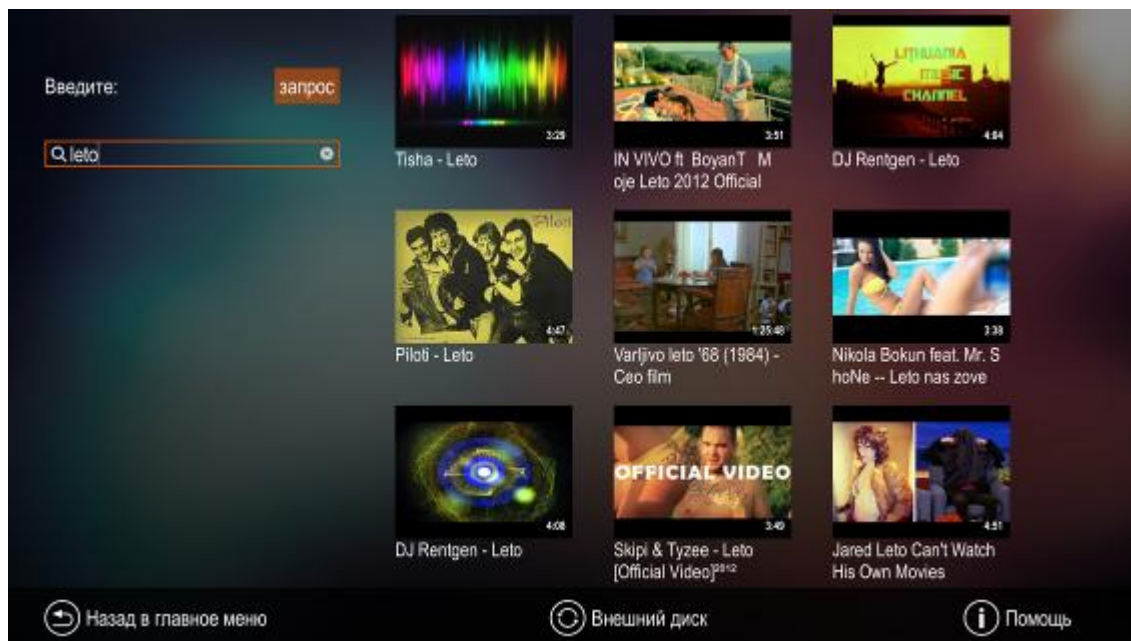 Введите:
запрос
leto
3:29
3:51
LITHUANIA
MUSIC
CHANNEL
4:04
Tisha - Leto
IN VIVO ft BoyanT M
oje Leto 2012 Official
DJ Rentgen - Leto
Piloti
4:47
1:25:48
3:38
Piloti - Leto
Varljivo leto '68 (1984) -
Ceo film
Nikola Bokun feat. Mr. S
hoNe -- Leto nas zove
4:08
OFFICIAL VIDEO
3:49
4:51
DJ Rentgen - Leto
Skipi & Tyzee - Leto
[Official Video]²⁰¹²
Jared Leto Can't Watch
His Own Movies
Назад в главное меню
Внешний диск
Помощь